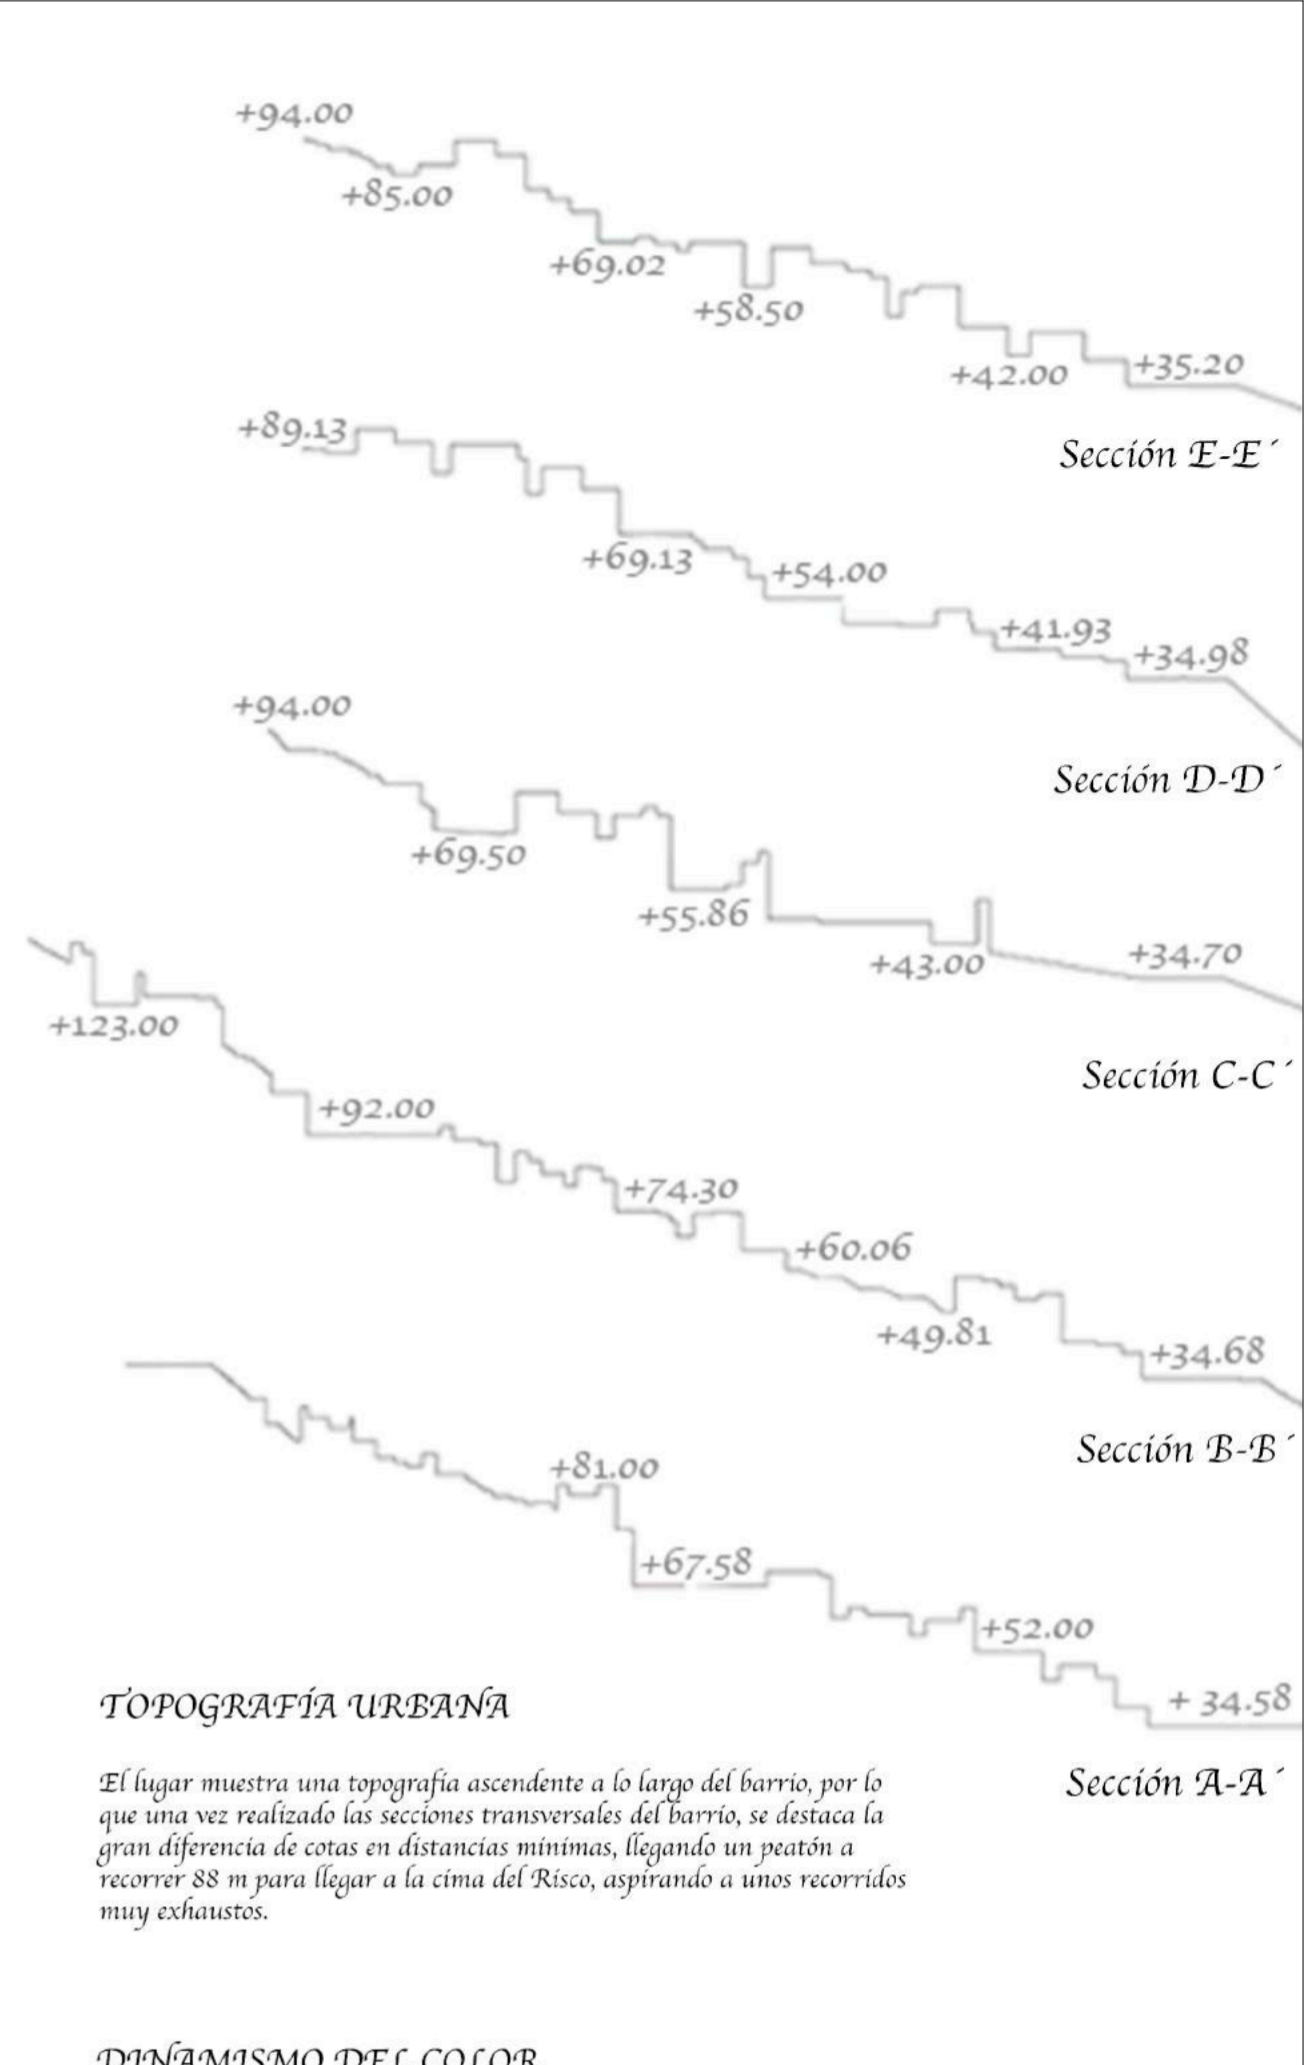 +94.00
+85.00
+69.02
+58.50
+42.00
+35.20
Sección E-E´
+89.13
+69.13
+54.00
+41.93
+34.98
Sección D-D´
+94.00
+69.50
+55.86
+43.00
+34.70
Sección C-C´
+123.00
+92.00
+74.30
+60.06
+49.81
+34.68
Sección B-B´
+81.00
+67.58
+52.00
+ 34.58
Sección A-A´
TOPOGRAFÍA URBANA
El lugar muestra una topografía ascendente a lo largo del barrio, por lo
que una vez realizado las secciones transversales del barrio, se destaca la
gran diferencia de cotas en distancias mínimas, llegando un peatón a
recorrer 88 m para llegar a la cima del Risco, aspirando a unos recorridos
muy exhaustos.
DINAMISMO DEL COLOR